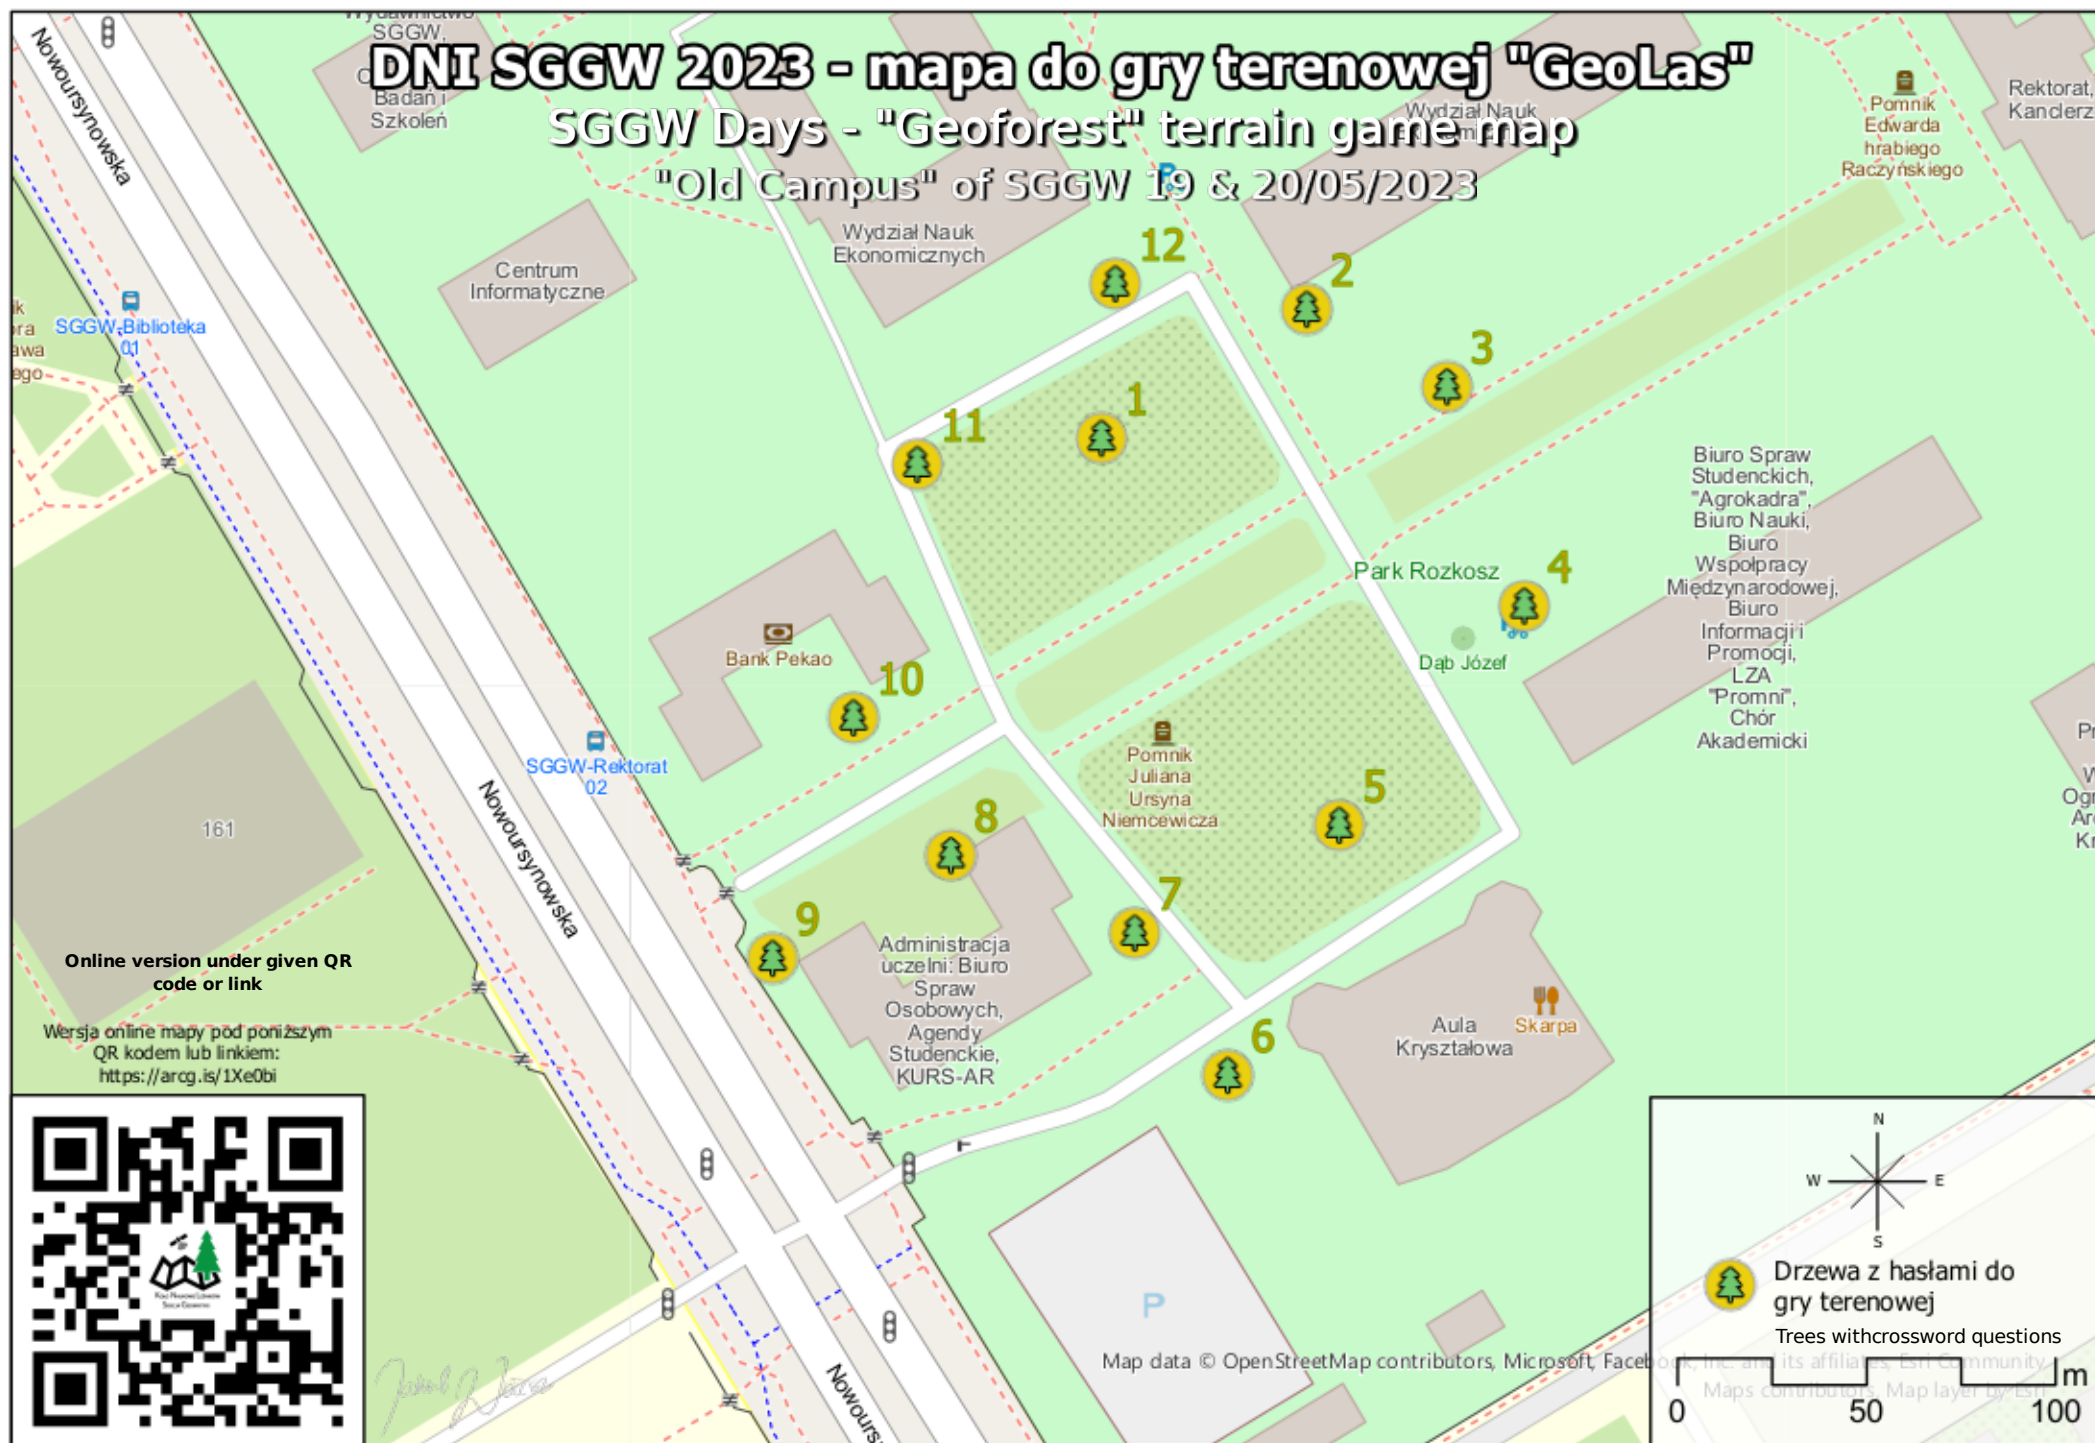 DNI SGGW 2023 - mapa do gry terenowej "GeoLas"
SGGW Days - "Geoforest" terrain game map
"Old Campus" of SGGW 19 & 20/05/2023
Wydawnictwo
SGGW,
Badań i
Szkoleń
Nowoursynowska
Wydział Nauk
Pomnik
Edwarda
hrabiego
Raczyńskiego
Rektorat,
Kanclerz
Wydział Nauk
Ekonomicznych
Centrum
Informatyczne
12
2
3
1
11
SGGW-Biblioteka
01
Biuro Spraw
Studenckich,
"Agrokadra",
Biuro Nauki,
Biuro
Współpracy
Międzynarodowej,
Biuro
Informacji i
Promocji,
LZA
"Promni",
Chór
Akademicki
Park Rozkosz
4
Dąb Józef
Bank Pekao
10
SGGW-Rektorat
02
Pomnik
Juliana
Ursyna
Niemcewicza
5
8
7
9
6
161
Nowoursynowska
Administracja
uczelni: Biuro
Spraw
Osobowych,
Agendy
Studenckie,
KURS-AR
Aula
Kryształowa
Skarpa
Online version under given QR
code or link
Wersja online mapy pod poniższym
QR kodem lub linkiem:
https://arcg.is/1Xe0bi
P
Nowours
N
W E
S
Drzewa z hasłami do
gry terenowej
Trees withcrossword questions
Map data © OpenStreetMap contributors, Microsoft, Facebook, Inc. and its affiliates, Esri Community
Maps contributors, Map layer by Esri
m
0 50 100